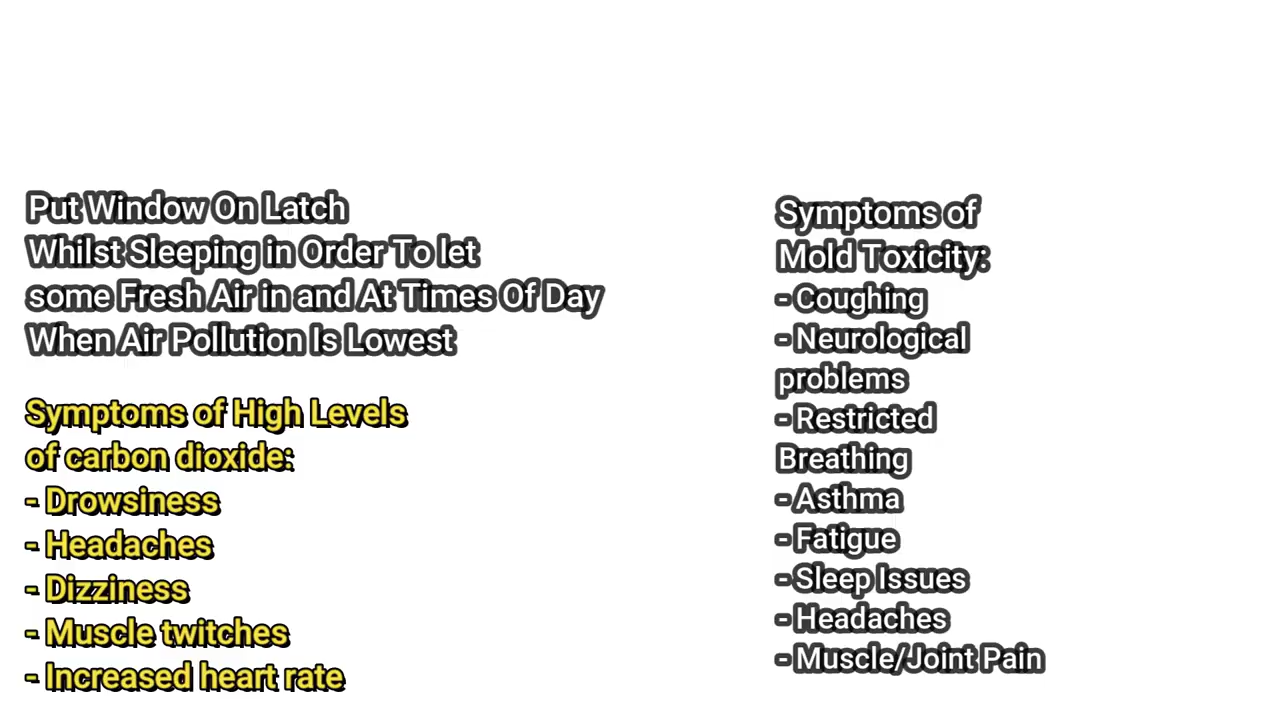 Put Window On Latch
Whilst Sleeping in Order To let
some Fresh Air in and At Times Of Day
When Air Pollution Is Lowest
Symptoms of High Levels
of carbon dioxide:
- Drowsiness
- Headaches
- Dizziness
- Muscle twitches
- Increased heart rate
Symptoms of
Mold Toxicity:
- Coughing
- Neurological
problems
- Restricted
Breathing
- Asthma
- Fatigue
- Sleep Issues
- Headaches
- Muscle/Joint Pain